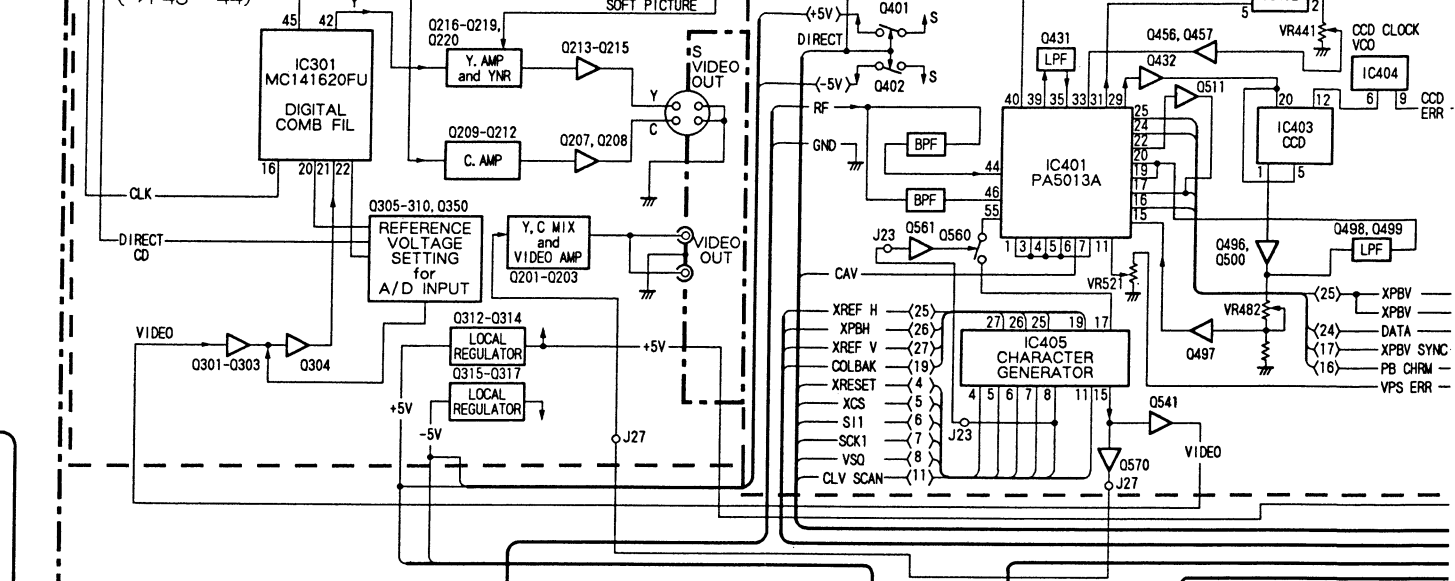 SOFT PICTURE
45 42 Y
IC301
MC141620FU
DIGITAL
COMB FIL
16 20 21 22
CLK
DIRECT
CD
Q216-Q219,
Q220
Y. AMP
and YNR
Q213-Q215
Q209-Q212
C. AMP
Q207, Q208
Y
C
S
VIDEO
OUT
Q305-310, Q350
REFERENCE
VOLTAGE
SETTING
for
A/D INPUT
Y, C MIX
and
VIDEO AMP
Q201-Q203
VIDEO
OUT
VIDEO
Q301-Q303
Q304
Q312-Q314
LOCAL
REGULATOR
+5V
Q315-Q317
LOCAL
REGULATOR
+5V
-5V
J27
(+5V)
DIRECT
(-5V)
RF
GND
Q401
S
Q402
S
BPF
BPF
Q431
LPF
40 39 35 33 31 29
IC401
PA5013A
44
46
55
25
24
22
20
19
17
16
15
1 3 4 5 6 7 11
Q456, Q457
Q432
Q511
5
2
VR441
CCD CLOCK
VCO
IC404
6 9
CCD
ERR
20 12
IC403
CCD
1 5
Q496,
Q500
Q498, Q499
LPF
VR482
Q497
VR521
J23
Q561
Q560
CAV
XREF H (25)
XPBH (26)
XREF V (27)
COLBAK (19)
XRESET (4)
XCS (5)
SI1 (6)
SCK1 (7)
VSQ (8)
CLV SCAN (11)
27 26 25 19 17
IC405
CHARACTER
GENERATOR
4 5 6 7 8 11 15
J23
Q541
VIDEO
Q570
J27
(25) XPBV
XPBV
(24) DATA
(17) XPBV SYNC
(16) PB CHRM
VPS ERR